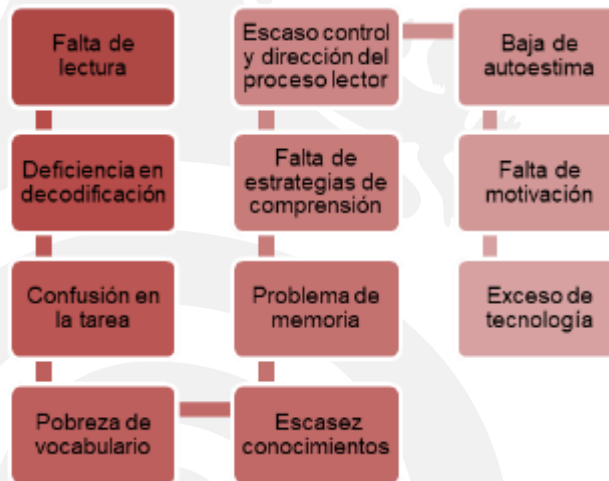 Falta de
lectura
Deficiencia en
decodificación
Confusión en
la tarea
Pobreza de
vocabulario
Escasez
conocimientos
Problema de
memoria
Falta de
estrategias de
comprensión
Escaso control
y dirección del
proceso lector
Baja de
autoestima
Falta de
motivación
Exceso de
tecnología